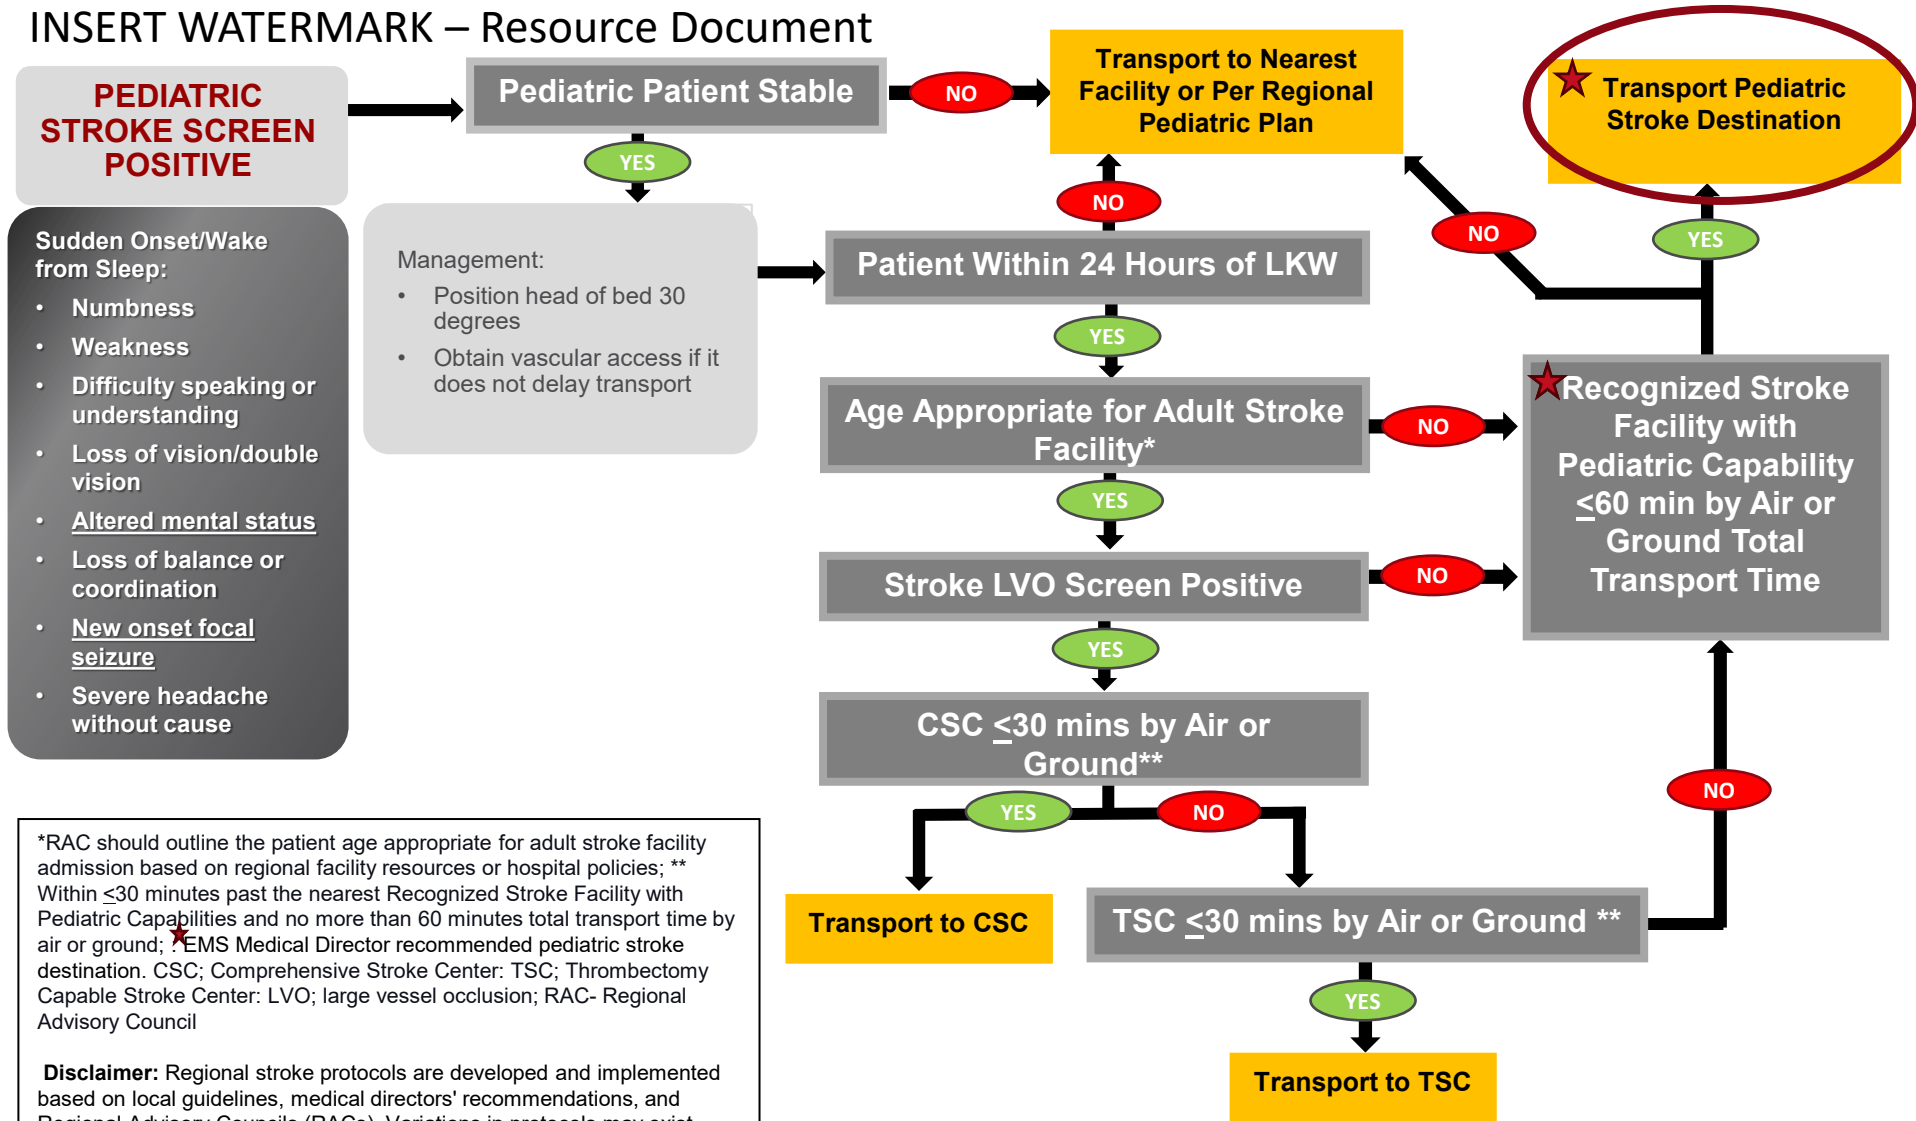 INSERT WATERMARK – Resource Document
PEDIATRIC
STROKE SCREEN
POSITIVE
Sudden Onset/Wake
from Sleep:
• Numbness
• Weakness
• Difficulty speaking or
understanding
• Loss of vision/double
vision
• Altered mental status
• Loss of balance or
coordination
• New onset focal
seizure
• Severe headache
without cause
Pediatric Patient Stable
NO
YES
Transport to Nearest
Facility or Per Regional
Pediatric Plan
Transport Pediatric
Stroke Destination
Management:
• Position head of bed 30
degrees
• Obtain vascular access if it
does not delay transport
NO
Patient Within 24 Hours of LKW
YES
NO
YES
Age Appropriate for Adult Stroke
Facility*
NO
YES
Recognized Stroke
Facility with
Pediatric Capability
<60 min by Air or
Ground Total
Transport Time
Stroke LVO Screen Positive
NO
YES
CSC <30 mins by Air or
Ground**
YES
NO
NO
Transport to CSC
TSC <30 mins by Air or Ground **
YES
Transport to TSC
*RAC should outline the patient age appropriate for adult stroke facility
admission based on regional facility resources or hospital policies; **
Within <30 minutes past the nearest Recognized Stroke Facility with
Pediatric Capabilities and no more than 60 minutes total transport time by
air or ground; : EMS Medical Director recommended pediatric stroke
destination. CSC; Comprehensive Stroke Center: TSC; Thrombectomy
Capable Stroke Center: LVO; large vessel occlusion; RAC- Regional
Advisory Council
Disclaimer: Regional stroke protocols are developed and implemented
based on local guidelines, medical directors' recommendations, and
Regional Advisory Councils (RACs). Variations in protocols may exist